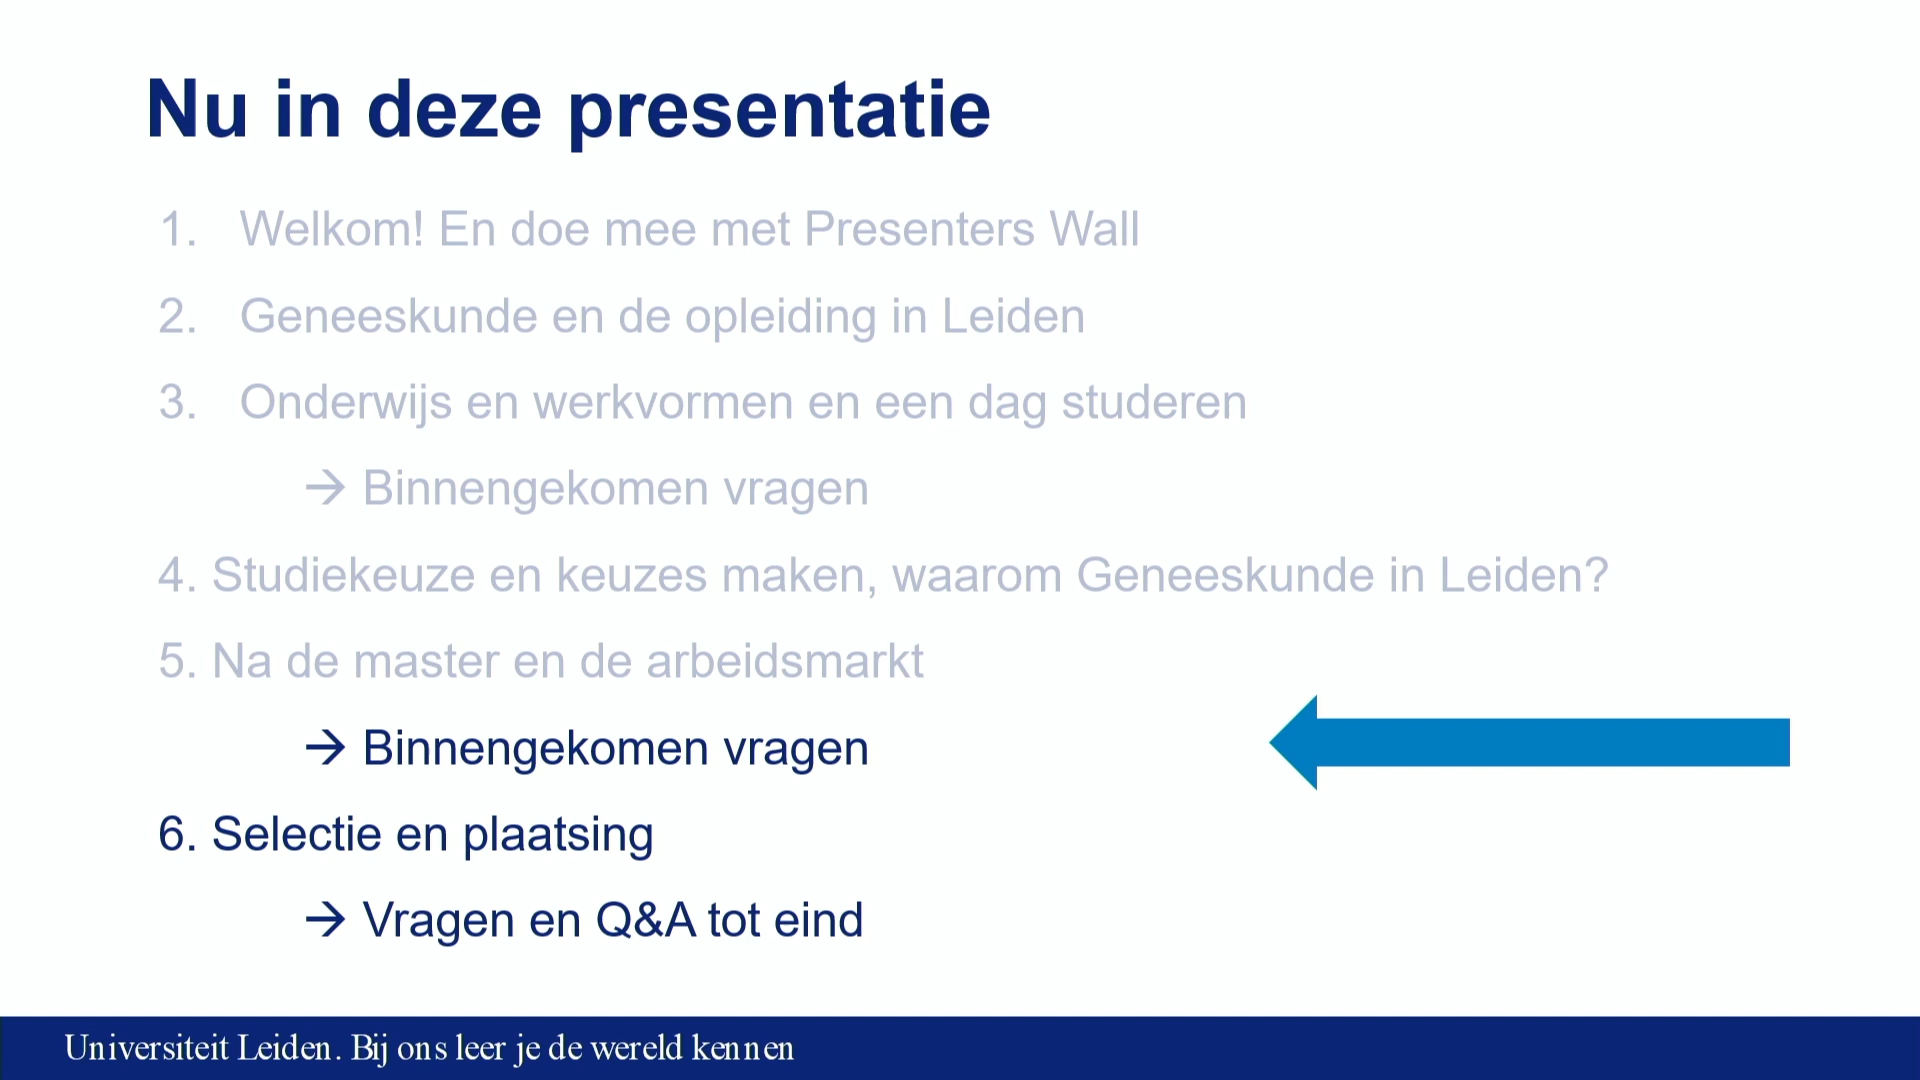 Nu in deze presentatie
1. Welkom! En doe mee met Presenters Wall
2. Geneeskunde en de opleiding in Leiden
3. Onderwijs en werkvormen en een dag studeren
→ Binnengekomen vragen
4. Studiekeuze en keuzes maken, waarom Geneeskunde in Leiden?
5. Na de master en de arbeidsmarkt
→ Binnengekomen vragen
6. Selectie en plaatsing
→ Vragen en Q&A tot eind
Universiteit Leiden. Bij ons leer je de wereld kennen